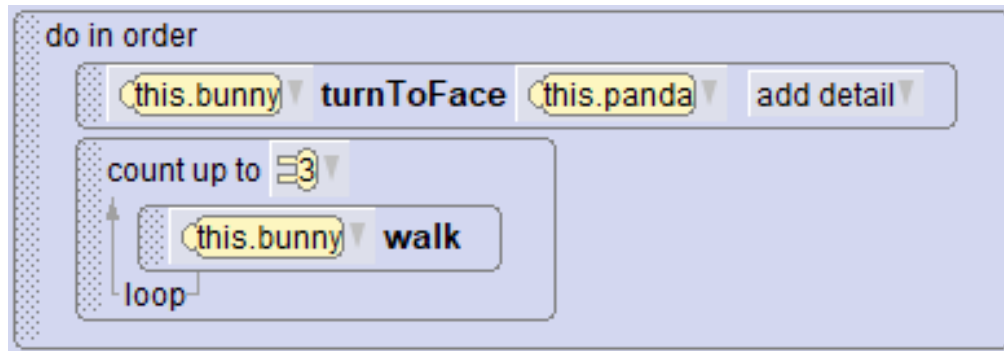 do in order
this.bunny turnToFace this.panda add detail
count up to 3
this.bunny walk
loop